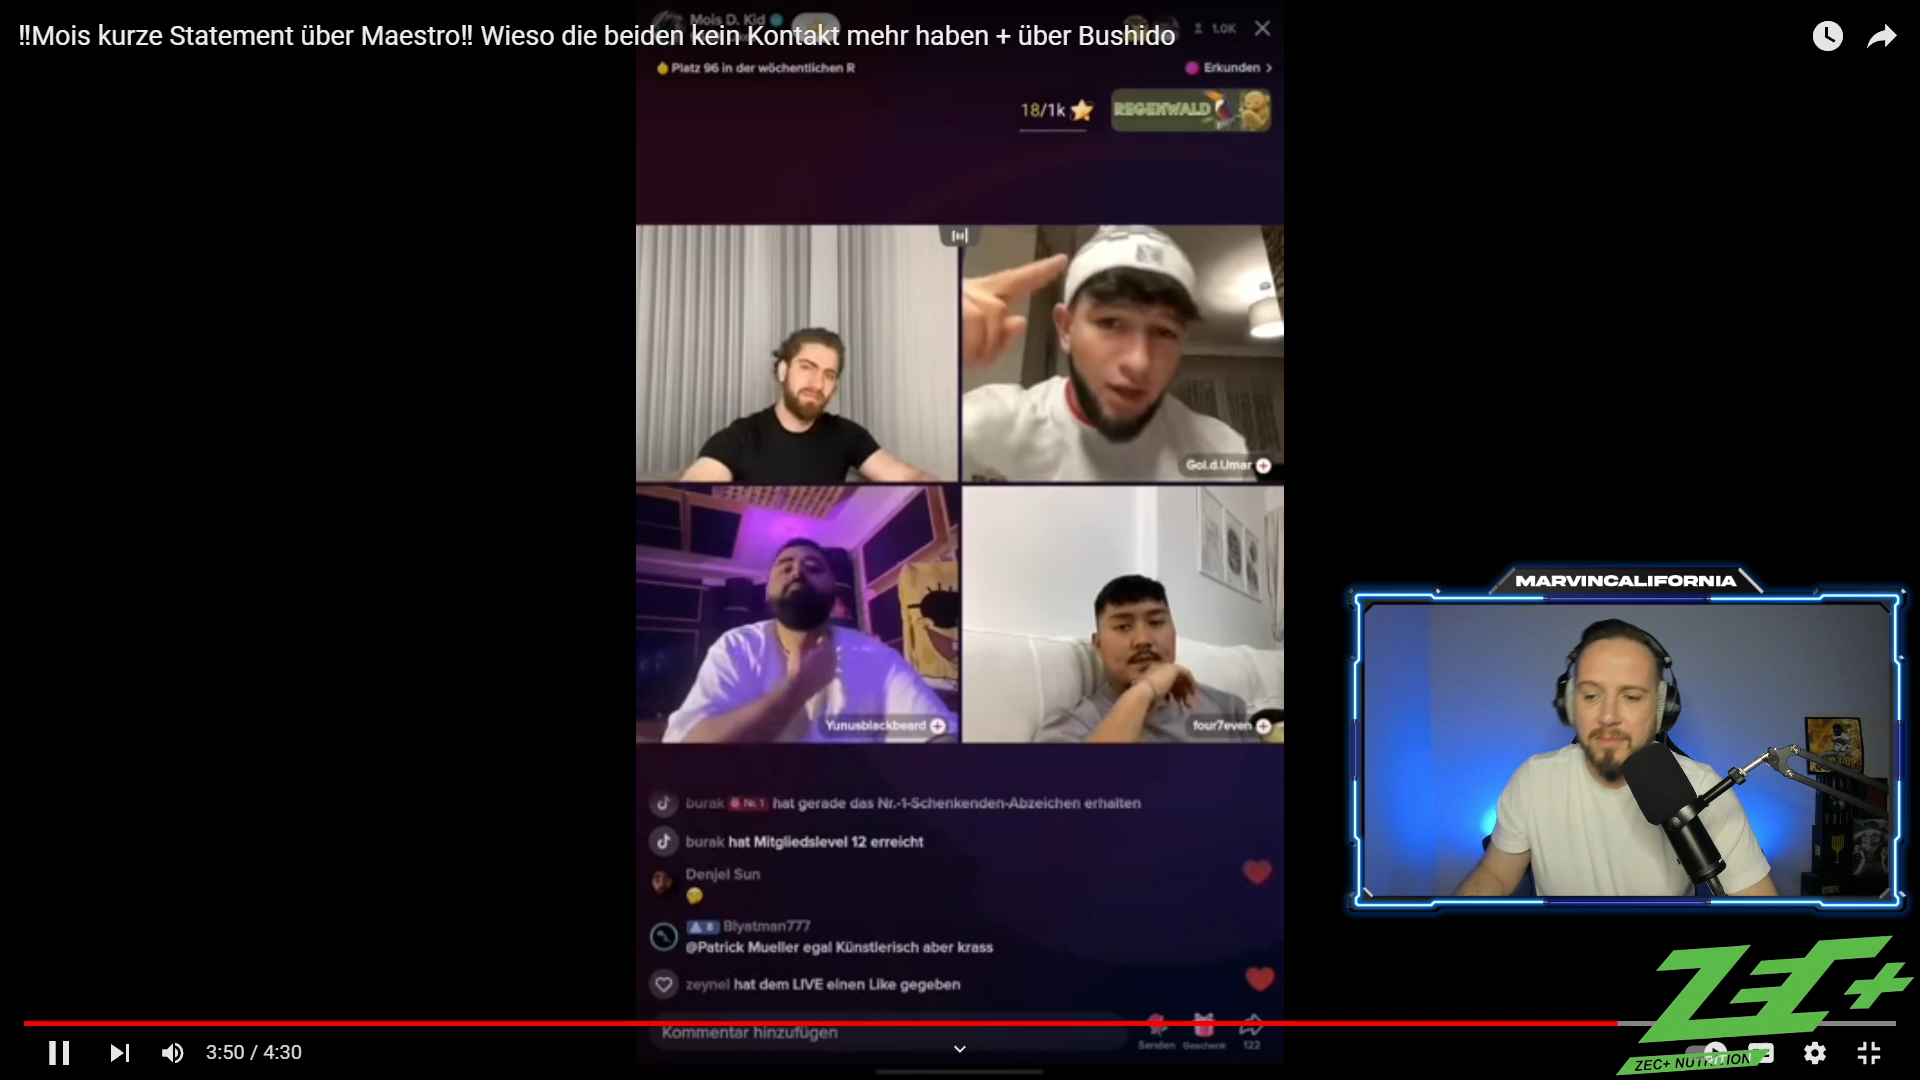 !!Mois kurze Statement über Maestro!! Wieso die beiden kein Kontakt mehr haben + über Bushido
Mois D. Kid
1.0K
Platz 96 in der wöchentlichen R
Erkunden >
18/1k
REGENWALD
Gol.d.Umar
Yunusblackbeard
four7even
MARVINCALIFORNIA
burak Nr. 1 hat gerade das Nr.-1-Schenkenden-Abzeichen erhalten
burak hat Mitgliedslevel 12 erreicht
Denjel Sun
8 Blyatman777
@Patrick Mueller egal Künstlerisch aber krass
zeynel hat dem LIVE einen Like gegeben
Kommentar hinzufügen
Senden
Geschenk
122
3:50 / 4:30
ZEC+
ZEC+ NUTRITION